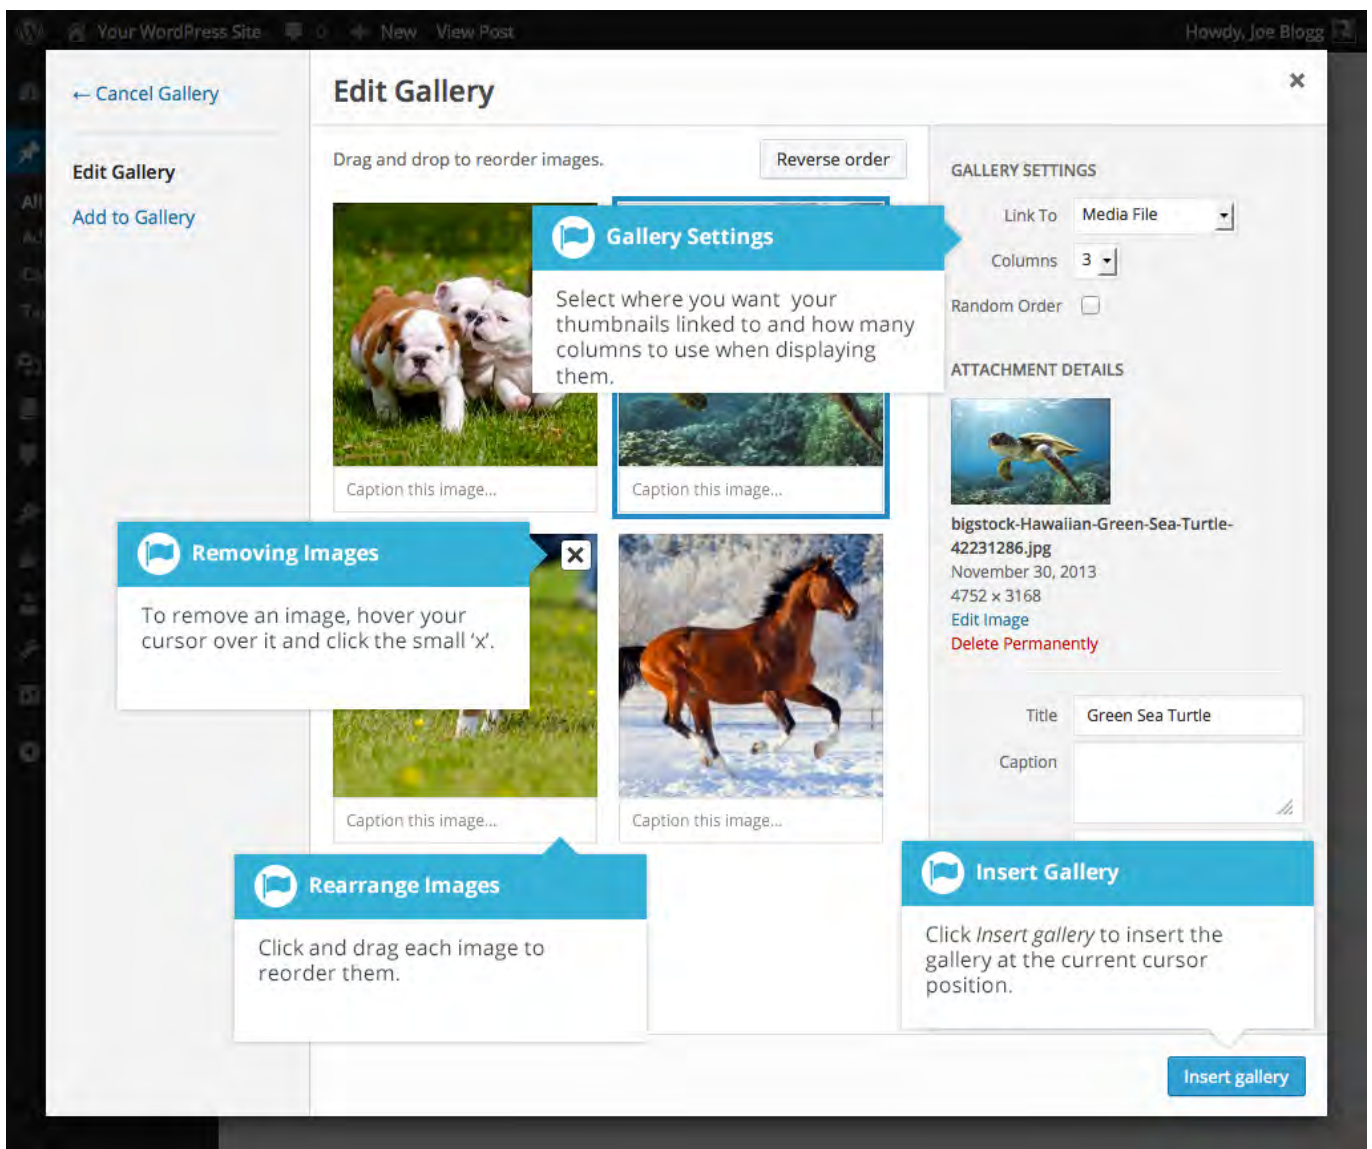 Your WordPress Site
0
New
View Post
Howdy, Joe Blogg
← Cancel Gallery
Edit Gallery
Add to Gallery
Edit Gallery
×
Drag and drop to reorder images.
Reverse order
Gallery Settings
Select where you want your
thumbnails linked to and how many
columns to use when displaying
them.
Caption this image...
Caption this image...
Removing Images
To remove an image, hover your
cursor over it and click the small ‘x’.
Caption this image...
Caption this image...
Rearrange Images
Click and drag each image to
reorder them.
GALLERY SETTINGS
Link To
Media File
Columns
3
Random Order
ATTACHMENT DETAILS
bigstock-Hawaiian-Green-Sea-Turtle-
42231286.jpg
November 30, 2013
4752 × 3168
Edit Image
Delete Permanently
Title
Green Sea Turtle
Caption
Insert Gallery
Click Insert gallery to insert the
gallery at the current cursor
position.
Insert gallery